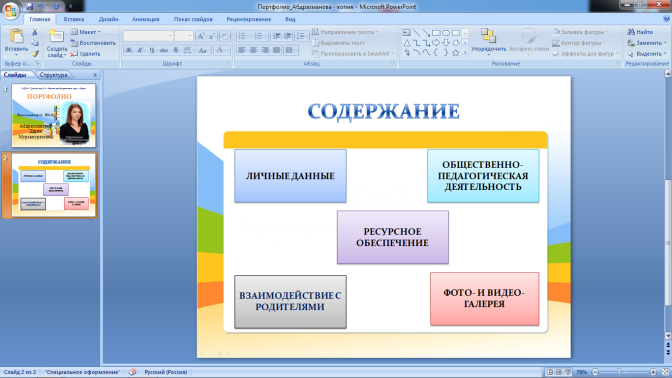 Портфолио_Абдрахманова - копия - Microsoft PowerPoint
Главная Вставка Дизайн Анимация Показ слайдов Рецензирование Вид
Вставить
Создать слайд
Макет
Восстановить
Удалить
Направление текста
Выровнять текст
Преобразовать в SmartArt
Упорядочить
Экспресс-стили
Заливка фигуры
Контур фигуры
Эффекты для фигур
Найти
Заменить
Выделить
Буфер о...
Слайды
Шрифт
Абзац
Рисование
Редактирование
Слайды Структура
ПОРТФОЛИО
СОДЕРЖАНИЕ
СОДЕРЖАНИЕ
ЛИЧНЫЕ ДАННЫЕ
ОБЩЕСТВЕННО-
ПЕДАГОГИЧЕСКАЯ
ДЕЯТЕЛЬНОСТЬ
РЕСУРСНОЕ
ОБЕСПЕЧЕНИЕ
ВЗАИМОДЕЙСТВИЕ С
РОДИТЕЛЯМИ
ФОТО- И ВИДЕО-
ГАЛЕРЕЯ
Слайд 2 из 2 "Специальное оформление" Русский (Россия) 79%